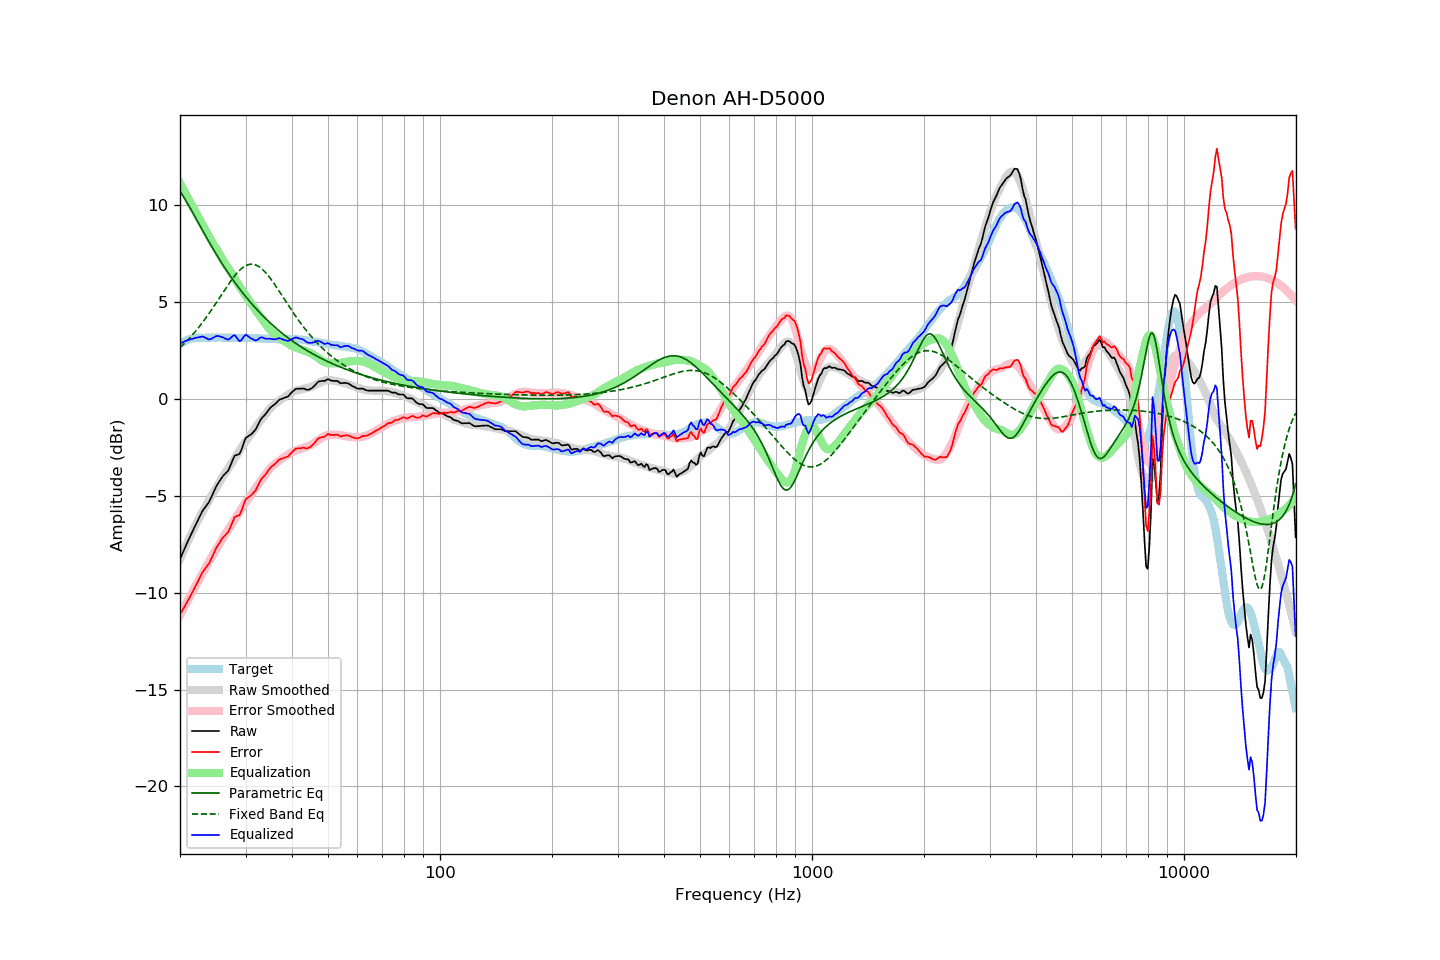 Denon AH-D5000
Amplitude (dBr)
10
5
0
−5
−10
−15
−20
Target
Raw Smoothed
Error Smoothed
Raw
Error
Equalization
Parametric Eq
Fixed Band Eq
Equalized
100
1000
10000
Frequency (Hz)